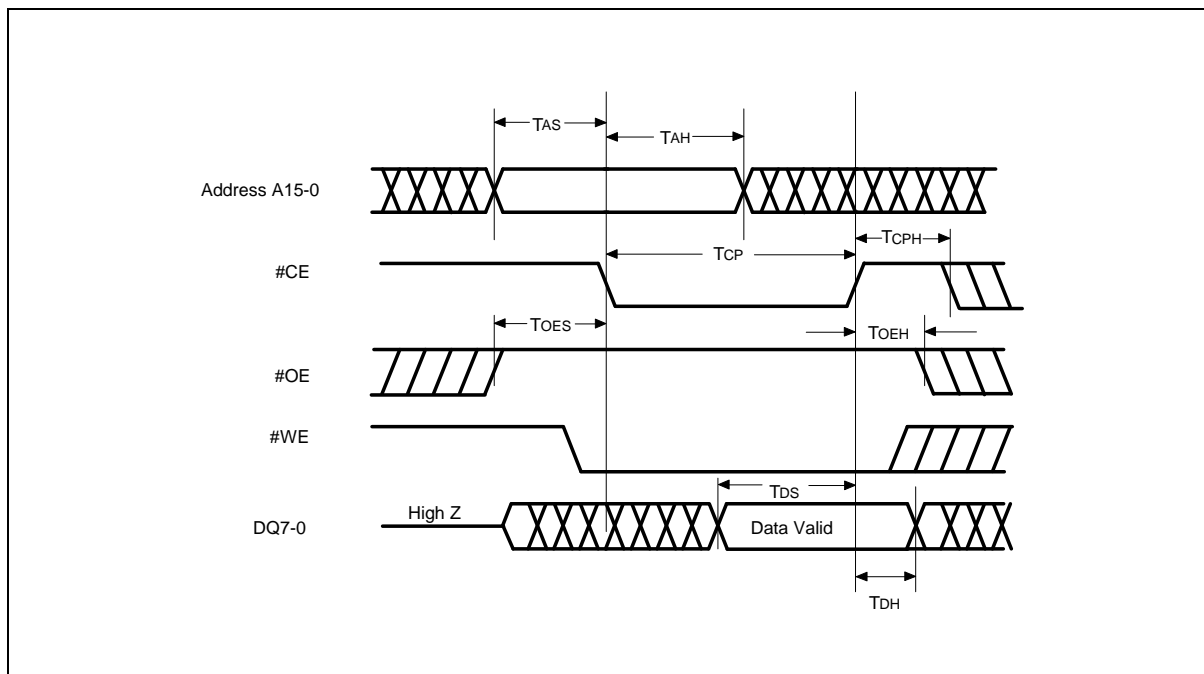 TAS
TAH
Address A15-0
TCPH
TCP
#CE
TOES
TOEH
#OE
#WE
TDS
High Z
Data Valid
DQ7-0
TDH